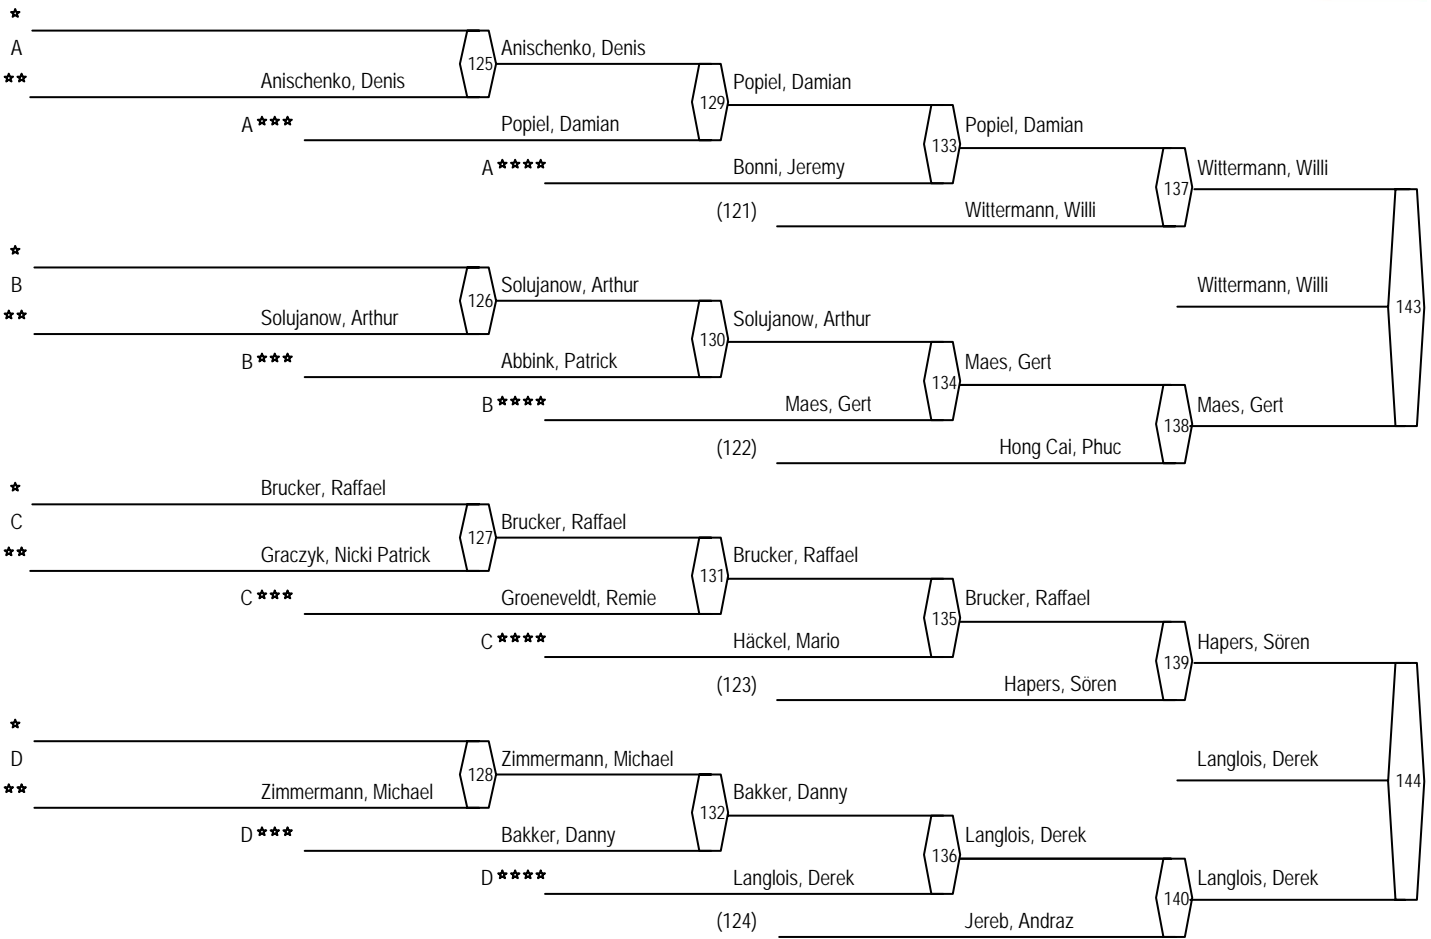 ★
A
★★
Anischenko, Denis
125
Anischenko, Denis
A ★★★
Popiel, Damian
129
Popiel, Damian
A ★★★★
Bonni, Jeremy
133
Popiel, Damian
(121)
Wittermann, Willi
137
Wittermann, Willi
★
B
★★
Solujanow, Arthur
126
Solujanow, Arthur
B ★★★
Abbink, Patrick
130
Solujanow, Arthur
B ★★★★
Maes, Gert
134
Maes, Gert
(122)
Hong Cai, Phuc
138
Maes, Gert
Wittermann, Willi
143
★
C
★★
Brucker, Raffael
Graczyk, Nicki Patrick
127
Brucker, Raffael
C ★★★
Groeneveldt, Remie
131
Brucker, Raffael
C ★★★★
Häckel, Mario
135
Brucker, Raffael
(123)
Hapers, Sören
139
Hapers, Sören
★
D
★★
Zimmermann, Michael
128
Zimmermann, Michael
D ★★★
Bakker, Danny
132
Bakker, Danny
D ★★★★
Langlois, Derek
136
Langlois, Derek
(124)
Jereb, Andraz
140
Langlois, Derek
Langlois, Derek
144